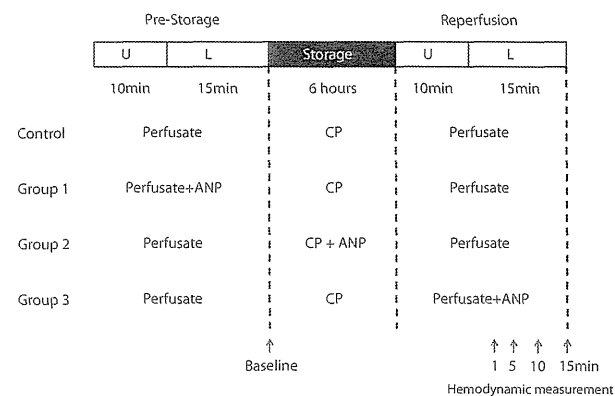 Pre-Storage Reperfusion
U L Storage U L
10min 15min 6 hours 10min 15min
Control Perfusate CP Perfusate
Group 1 Perfusate+ANP CP Perfusate
Group 2 Perfusate CP + ANP Perfusate
Group 3 Perfusate CP Perfusate+ANP
Baseline 1 5 10 15min
Hemodynamic measurement